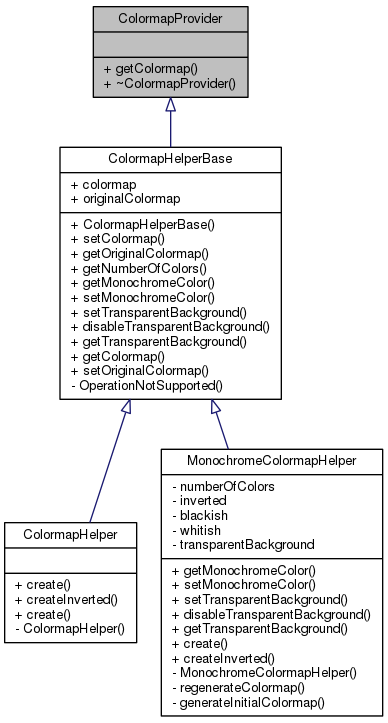 ColormapProvider
+ getColormap()
+ ~ColormapProvider()
ColormapHelperBase
+ colormap
+ originalColormap
+ ColormapHelperBase()
+ setColormap()
+ getOriginalColormap()
+ getNumberOfColors()
+ getMonochromeColor()
+ setMonochromeColor()
+ setTransparentBackground()
+ disableTransparentBackground()
+ getTransparentBackground()
+ getColormap()
+ setOriginalColormap()
- OperationNotSupported()
ColormapHelper
+ create()
+ createInverted()
+ create()
- ColormapHelper()
MonochromeColormapHelper
- numberOfColors
- inverted
- blackish
- whitish
- transparentBackground
+ getMonochromeColor()
+ setMonochromeColor()
+ setTransparentBackground()
+ disableTransparentBackground()
+ getTransparentBackground()
+ create()
+ createInverted()
- MonochromeColormapHelper()
- regenerateColormap()
- generateInitialColormap()